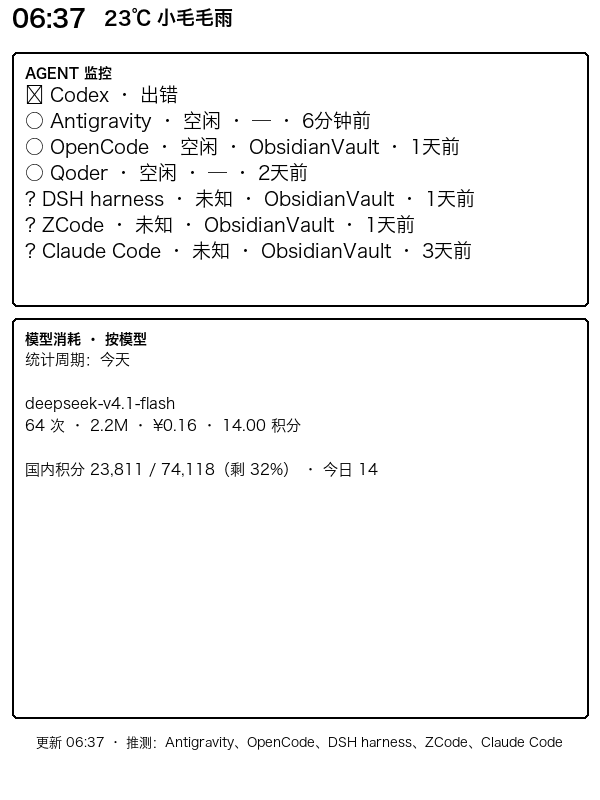 06:37 23℃ 小毛毛雨
AGENT 监控
☒ Codex · 出错
○ Antigravity · 空闲 · — · 6分钟前
○ OpenCode · 空闲 · ObsidianVault · 1天前
○ Qoder · 空闲 · — · 2天前
? DSH harness · 未知 · ObsidianVault · 1天前
? ZCode · 未知 · ObsidianVault · 1天前
? Claude Code · 未知 · ObsidianVault · 3天前
模型消耗 · 按模型
统计周期：今天
deepseek-v4.1-flash
64 次 · 2.2M · ¥0.16 · 14.00 积分
国内积分 23,811 / 74,118（剩 32%） · 今日 14
更新 06:37 · 推测：Antigravity、OpenCode、DSH harness、ZCode、Claude Code